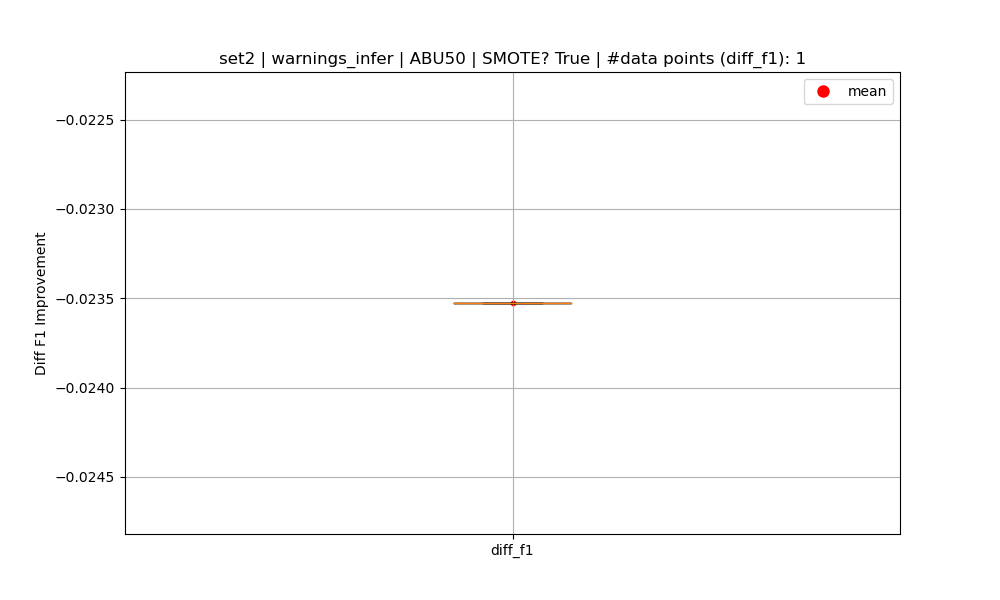 set2 | warnings_infer | ABU50 | SMOTE? True | #data points (diff_f1): 1
mean
−0.0225
−0.0230
−0.0235
−0.0240
−0.0245
Diff F1 Improvement
diff_f1